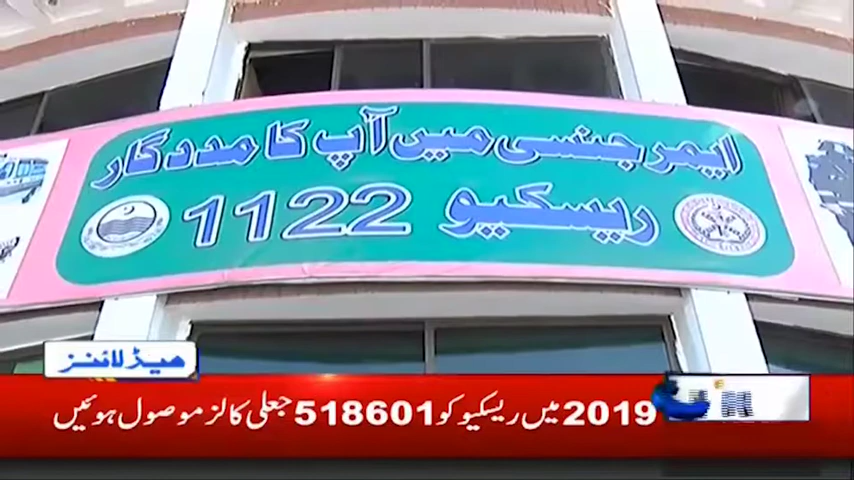 ایمرجنسی میں آپ کا مددگار
ریسکیو 1122
ہیڈلائنز
2019 میں ریسکیو کو 518601 جعلی کالز موصول ہوئیں